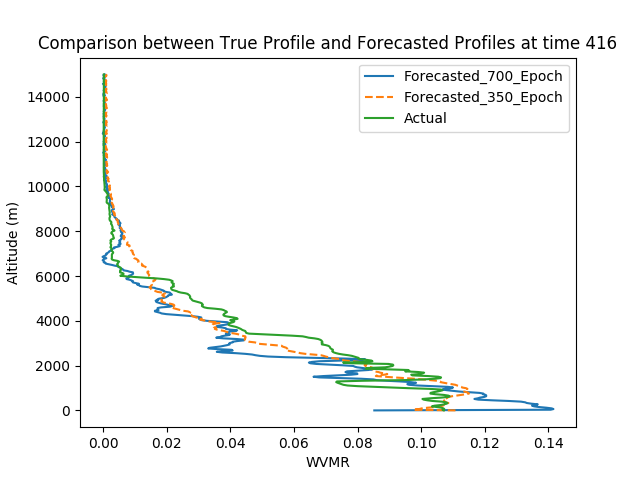 Comparison between True Profile and Forecasted Profiles at time 416
Forecasted_700_Epoch
Forecasted_350_Epoch
Actual
Altitude (m)
14000
12000
10000
8000
6000
4000
2000
0
0.00 0.02 0.04 0.06 0.08 0.10 0.12 0.14
WVMR